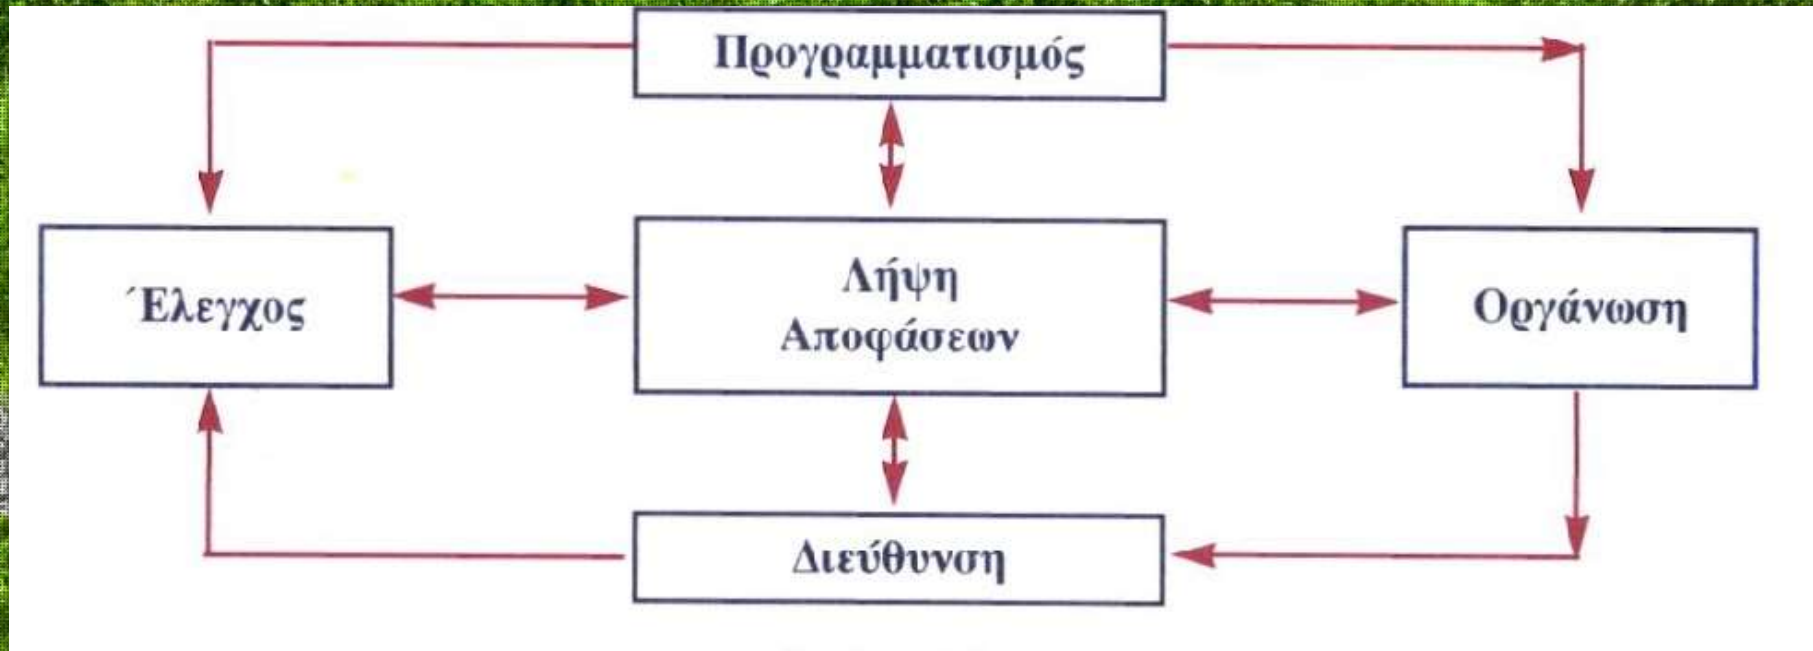 Προγραμματισμός
Έλεγχος
Λήψη
Αποφάσεων
Οργάνωση
Διεύθυνση